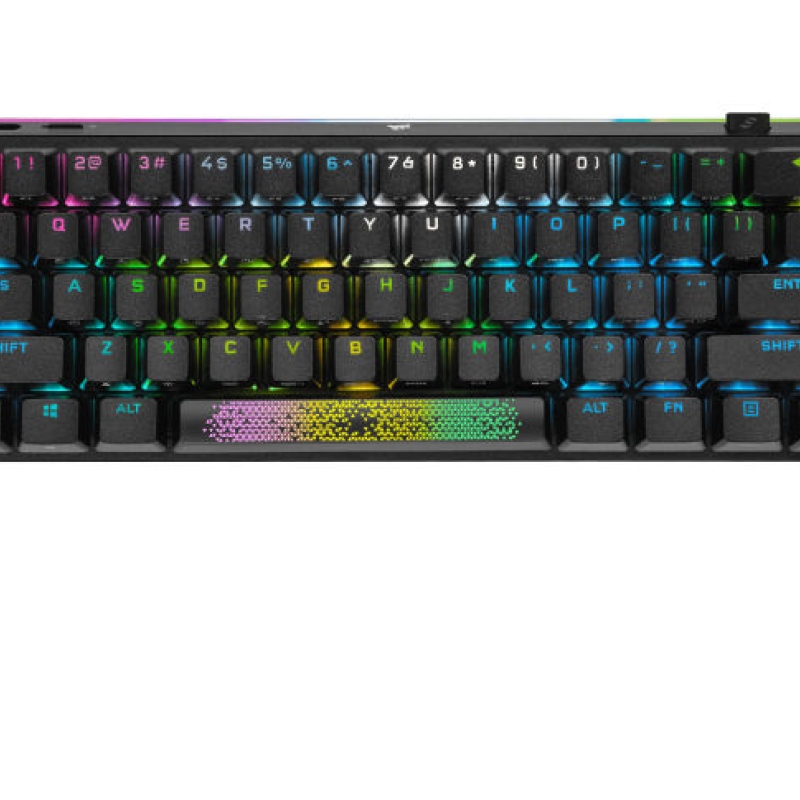 1! 2@ 3# 4$ 5% 6^ 7& 8* 9( 0) -_ =+
Q W E R T Y U I O P [{ ]}
S A S D F G H J K L ;: '" ENT
HIFT Z X C V B N M ,< .> /? SHIFT
ALT ALT FN